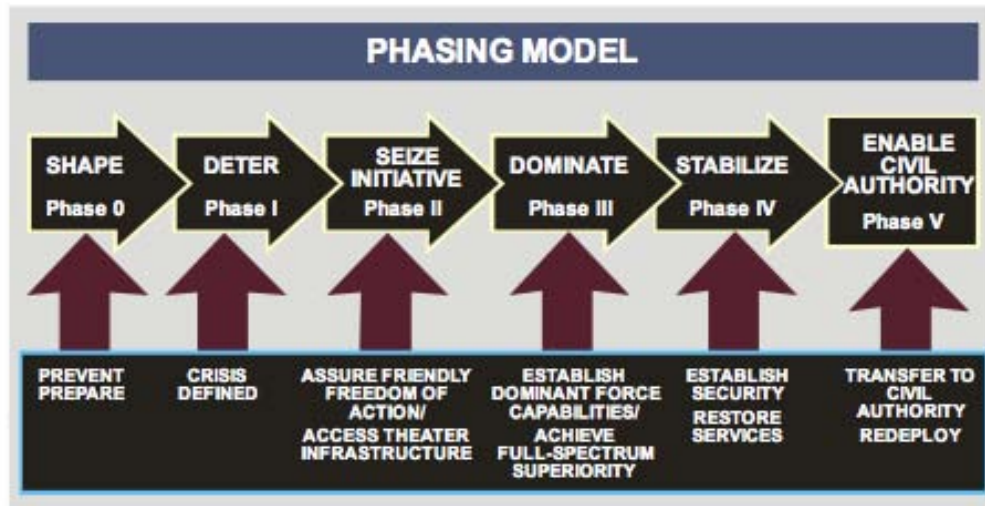 PHASING MODEL
SHAPE
Phase 0
DETER
Phase I
SEIZE
INITIATIVE
Phase II
DOMINATE
Phase III
STABILIZE
Phase IV
ENABLE
CIVIL
AUTHORITY
Phase V
PREVENT
PREPARE
CRISIS
DEFINED
ASSURE FRIENDLY
FREEDOM OF
ACTION/
ACCESS THEATER
INFRASTRUCTURE
ESTABLISH
DOMINANT FORCE
CAPABILITIES/
ACHIEVE
FULL-SPECTRUM
SUPERIORITY
ESTABLISH
SECURITY
RESTORE
SERVICES
TRANSFER TO
CIVIL
AUTHORITY
REDEPLOY